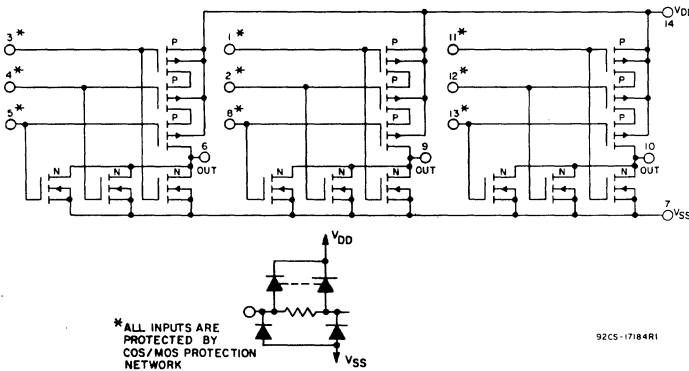 3* 1* 11* VDD
14
P P P
4* 2* 12*
P P P
5* 8* 13*
P P P
6 9 10
OUT OUT OUT
N N N N N N N N N
7
VSS
VDD
*ALL INPUTS ARE
PROTECTED BY
COS/MOS PROTECTION
NETWORK
VSS
92CS-17184R1